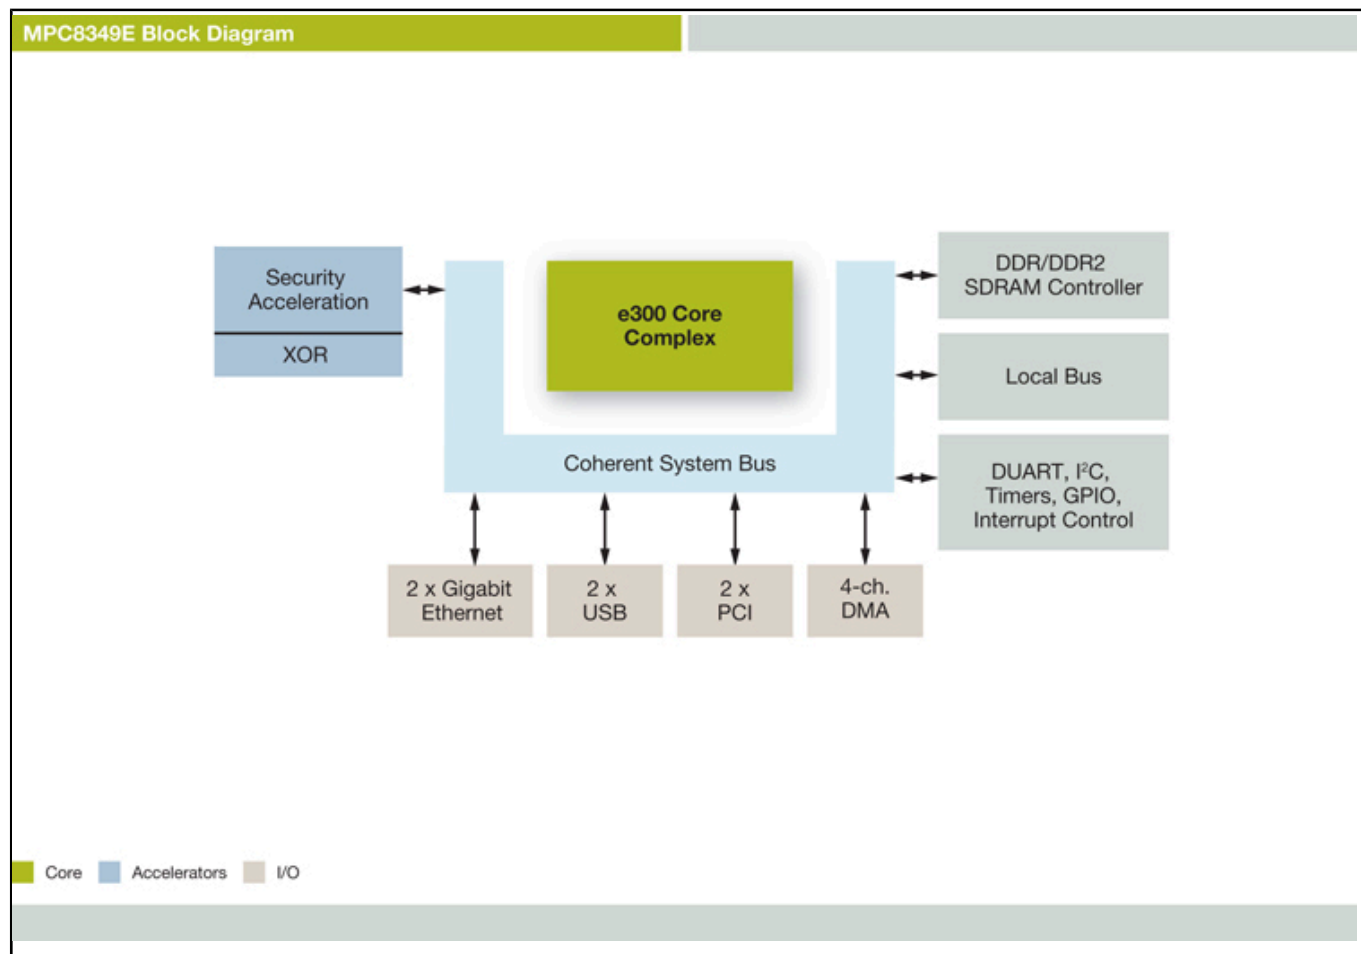 MPC8349E Block Diagram
Security
Acceleration
XOR
e300 Core
Complex
DDR/DDR2
SDRAM Controller
Local Bus
Coherent System Bus
DUART, I²C,
Timers, GPIO,
Interrupt Control
2 x Gigabit
Ethernet
2 x
USB
2 x
PCI
4-ch.
DMA
Core
Accelerators
I/O